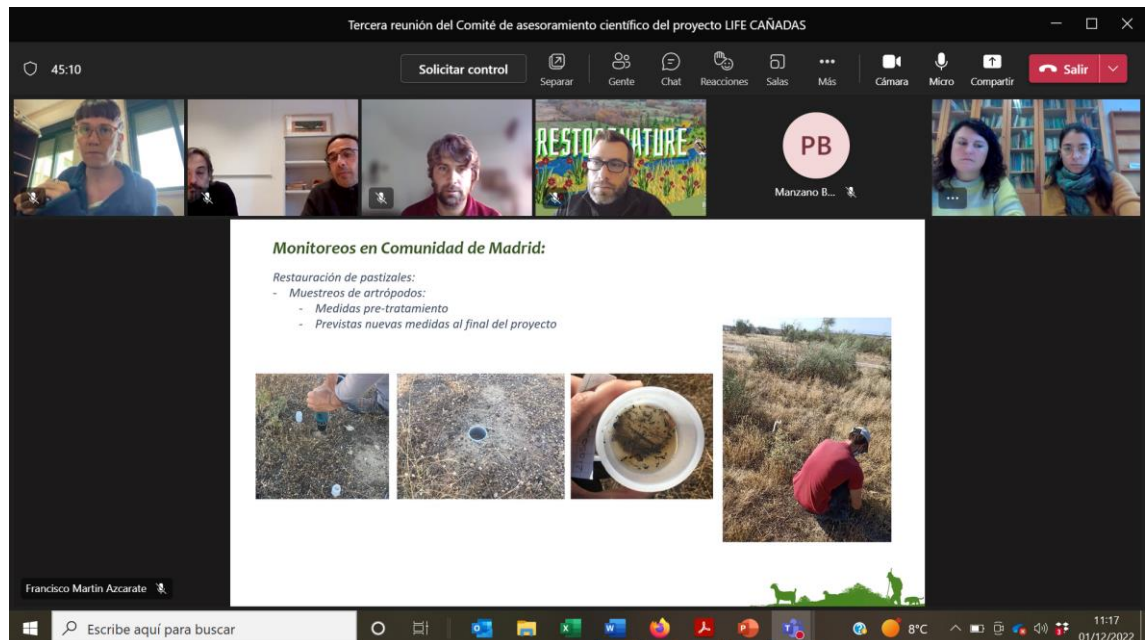 Tercera reunión del Comité de asesoramiento científico del proyecto LIFE CAÑADAS
45:10
Solicitar control
Separar
Gente
Chat
Reacciones
Salas
Más
Cámara
Micro
Compartir
Salir
PB
Manzano B...
Monitoreos en Comunidad de Madrid:
Restauración de pastizales:
- Muestreos de artrópodos:
- Medidas pre-tratamiento
- Previstas nuevas medidas al final del proyecto
Francisco Martin Azcarate
Escribe aquí para buscar
8°C
11:17